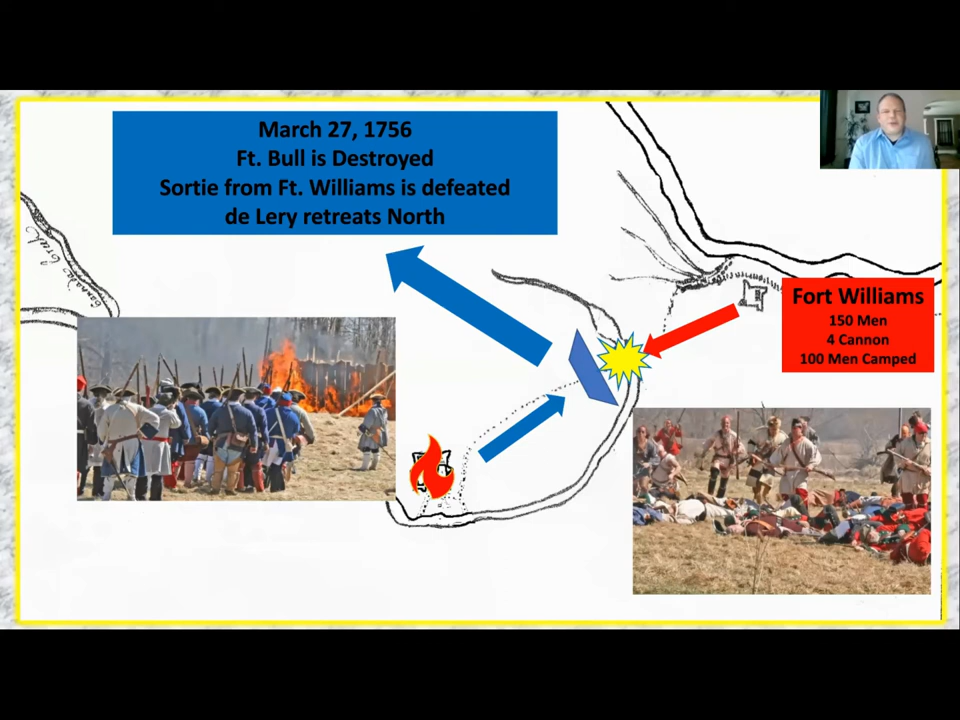 March 27, 1756
Ft. Bull is Destroyed
Sortie from Ft. Williams is defeated
de Lery retreats North
Fort Williams
150 Men
4 Cannon
100 Men Camped